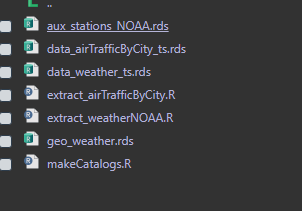 ..
aux_stations_NOAA.rds
data_airTrafficByCity_ts.rds
data_weather_ts.rds
extract_airTrafficByCity.R
extract_weatherNOAA.R
geo_weather.rds
makeCatalogs.R